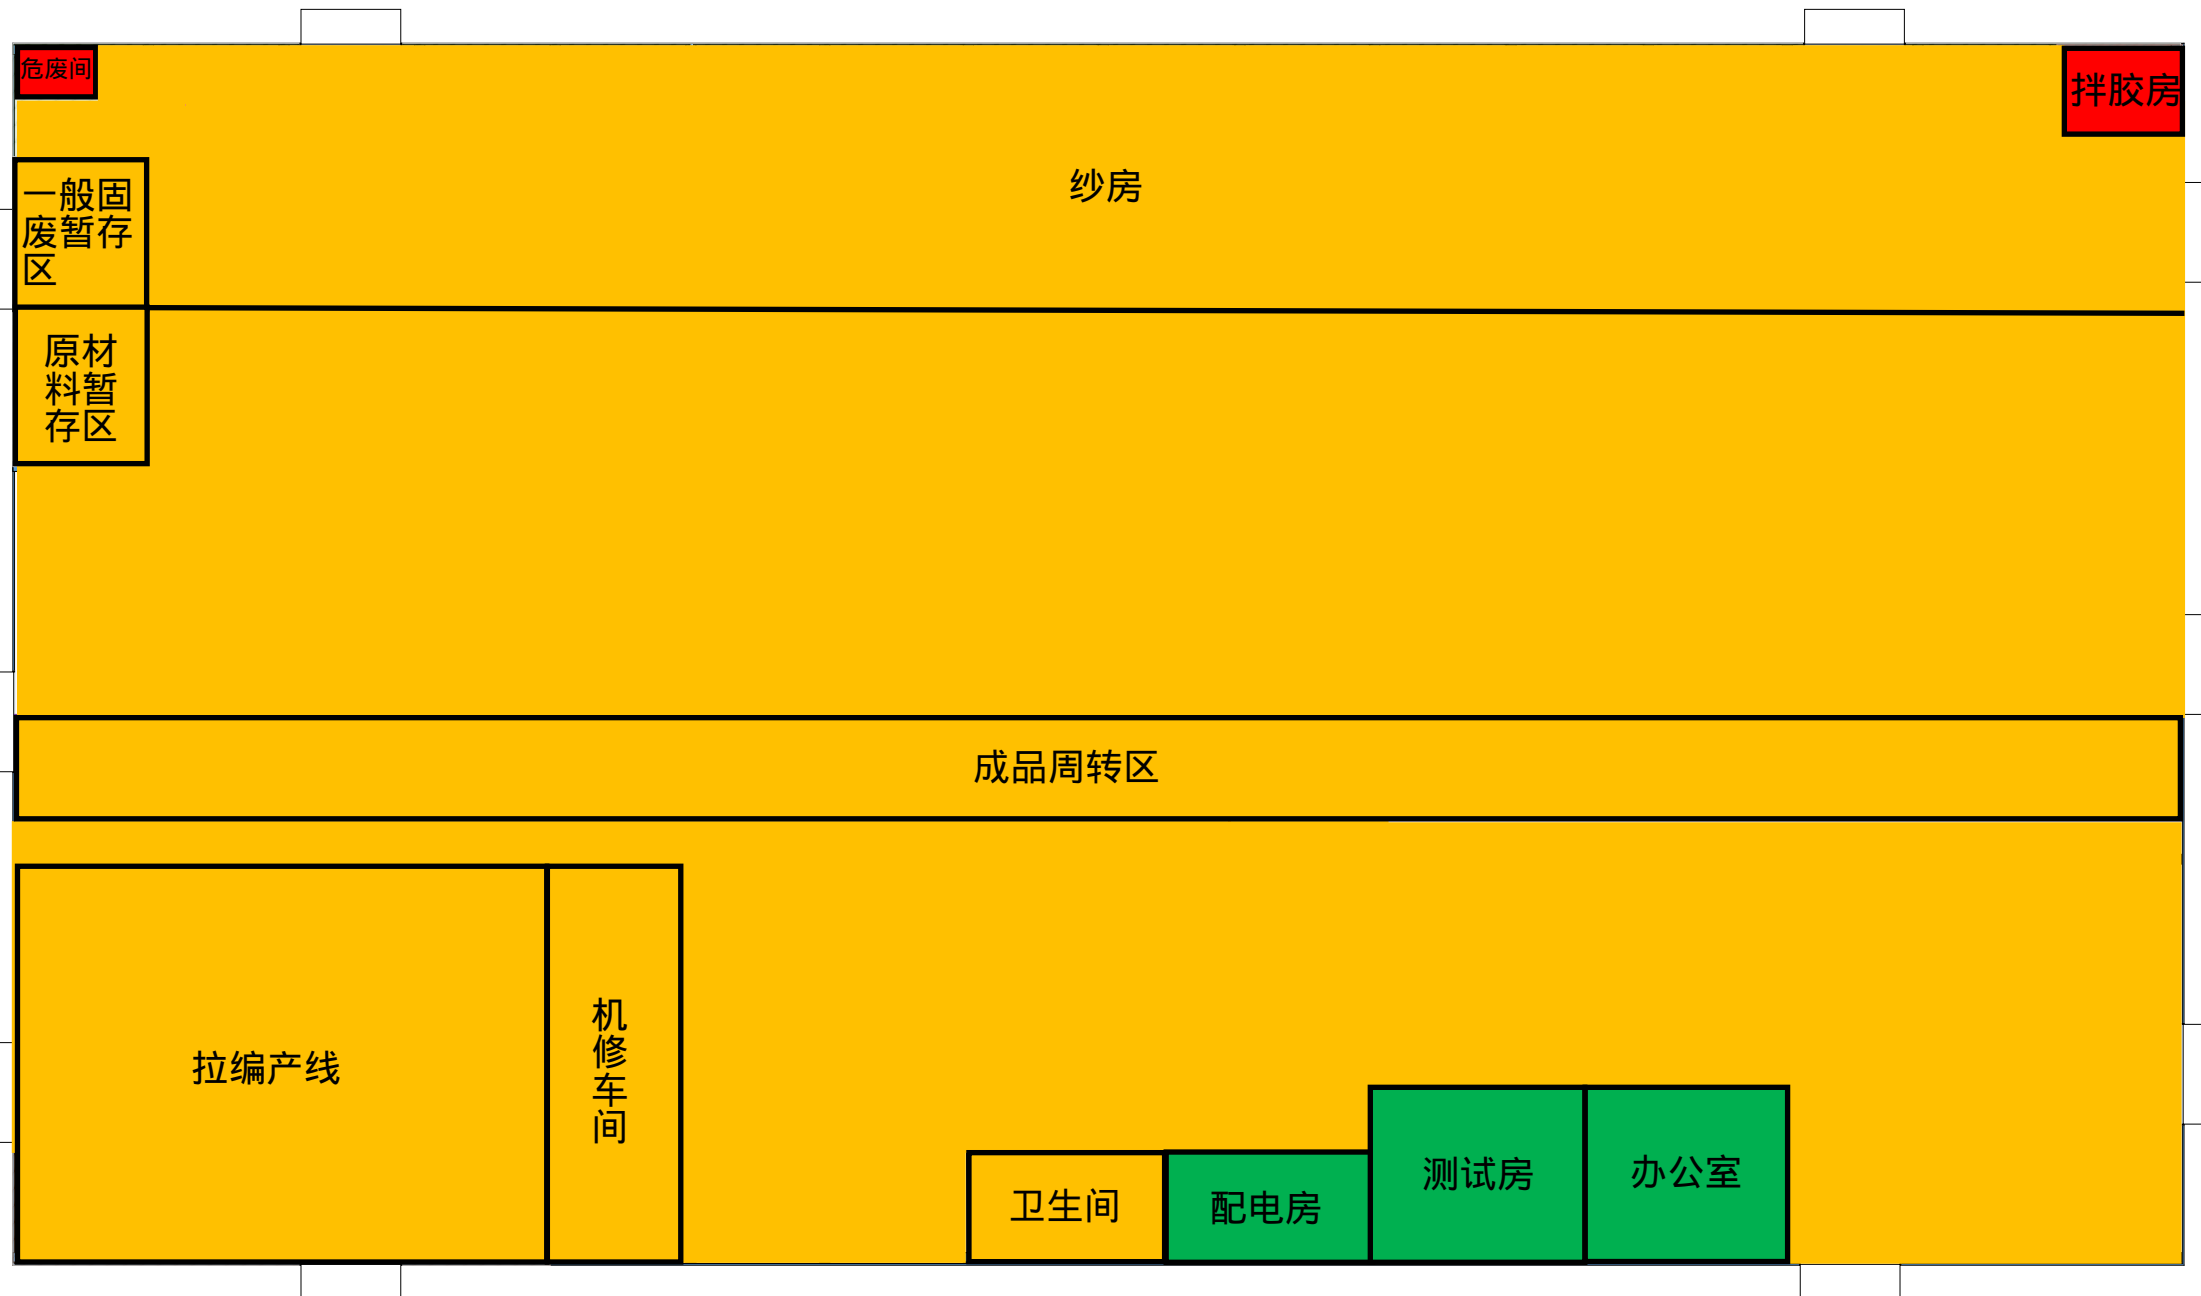 危废间
拌胶房
纱房
一般固
废暂存
区
原材
料暂
存区
成品周转区
拉编产线
机
修
车
间
卫生间
配电房
测试房
办公室